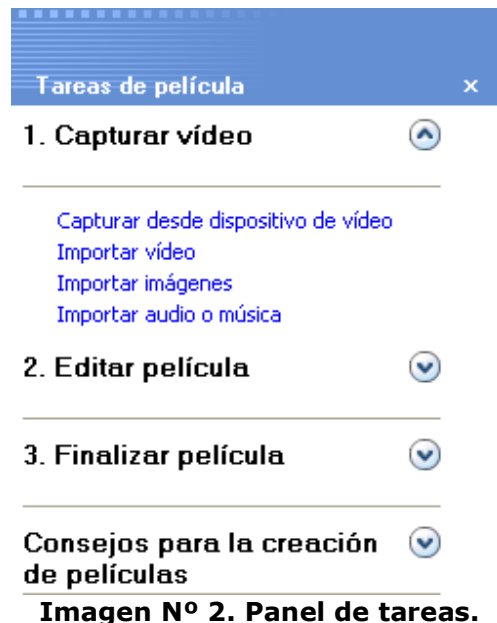 Tareas de película ×
1. Capturar vídeo
Capturar desde dispositivo de vídeo
Importar vídeo
Importar imágenes
Importar audio o música
2. Editar película
3. Finalizar película
Consejos para la creación
de películas
Imagen Nº 2. Panel de tareas.